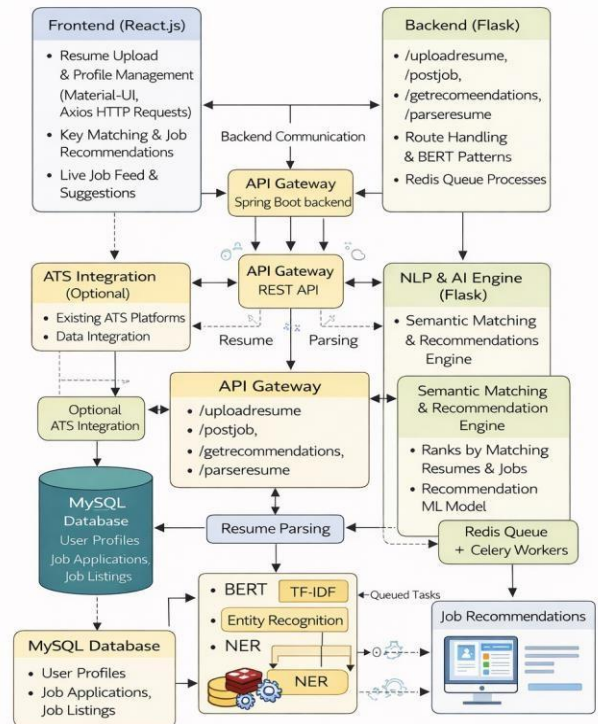 Frontend (React.js)
• Resume Upload
& Profile Management
(Material-UI,
Axios HTTP Requests)
• Key Matching & Job
Recommendations
• Live Job Feed &
Suggestions
Backend (Flask)
• /uploadresume,
/postjob,
• /getrecomeendations,
/parseresume
• Route Handling
& BERT Patterns
• Redis Queue Processes
Backend Communication
API Gateway
Spring Boot backend
ATS Integration
(Optional)
• Existing ATS Platforms
• Data Integration
API Gateway
REST API
NLP & AI Engine
(Flask)
• Semantic Matching
& Recommendations
Engine
Resume
Parsing
Optional
ATS Integration
API Gateway
• /uploadresume
• /postjob,
• /getrecommendations,
• /parseresume
Semantic Matching
& Recommendation
Engine
• Ranks by Matching
Resumes & Jobs
• Recommendation
ML Model
MySQL
Database
User Profiles
Job Applications,
Job Listings
Resume Parsing
Redis Queue
+ Celery Workers
• BERT
TF-IDF
Queued Tasks
• Entity Recognition
• NER
NER
Job Recommendations
MySQL Database
• User Profiles
• Job Applications,
Job Listings